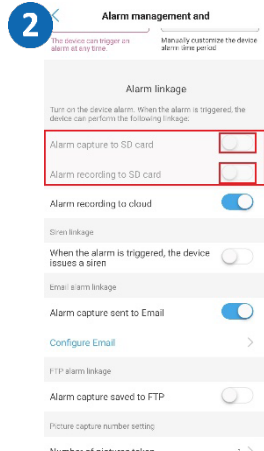 2
Alarm management and
The device can trigger an
alarm at any time.
Manually customize the device
alarm time period
Alarm linkage
Turn on the device alarm. When the alarm is triggered, the
device can perform the following linkage:
Alarm capture to SD card
Alarm recording to SD card
Alarm recording to cloud
Siren linkage
When the alarm is triggered, the device
issues a siren
Email alarm linkage
Alarm capture sent to Email
Configure Email
FTP alarm linkage
Alarm capture saved to FTP
Picture capture number setting
Number of pictures taken